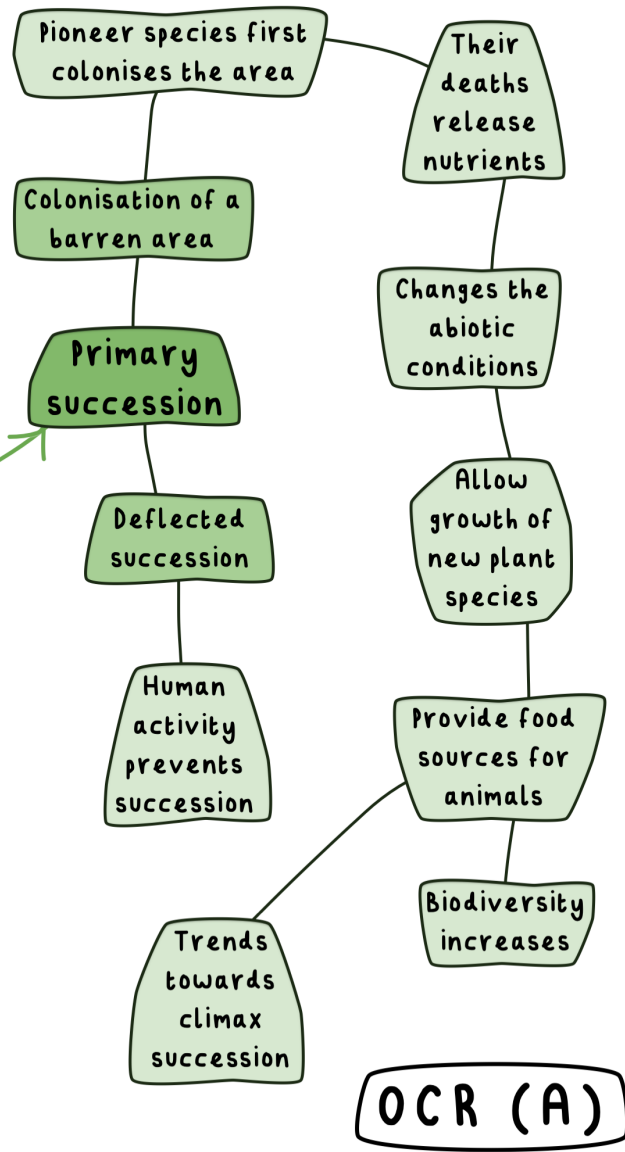 Pioneer species first
colonises the area
Their
deaths
release
nutrients
Colonisation of a
barren area
Changes the
abiotic
conditions
Primary
succession
Allow
growth of
new plant
species
Deflected
succession
Human
activity
prevents
succession
Provide food
sources for
animals
Biodiversity
increases
Trends
towards
climax
succession
OCR (A)